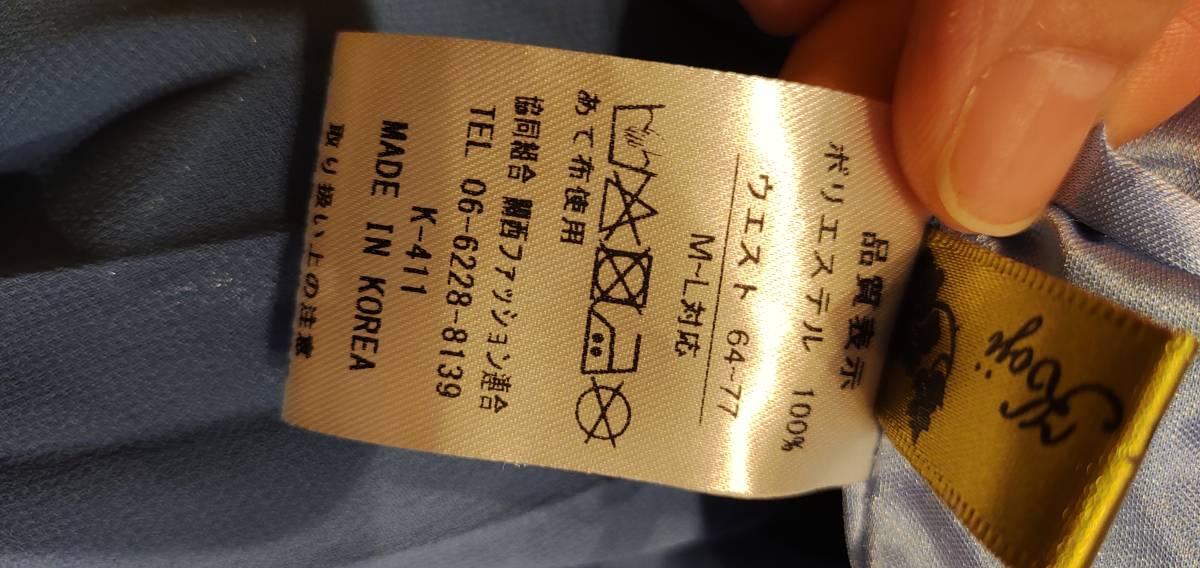 品質表示
ポリエステル 100%
ウエスト 64~77
M~L対応
あて布使用
協同組合 関西ファッション連合
TEL 06-6228-8139
K-411
MADE IN KOREA
取り扱い上の注意
Koji